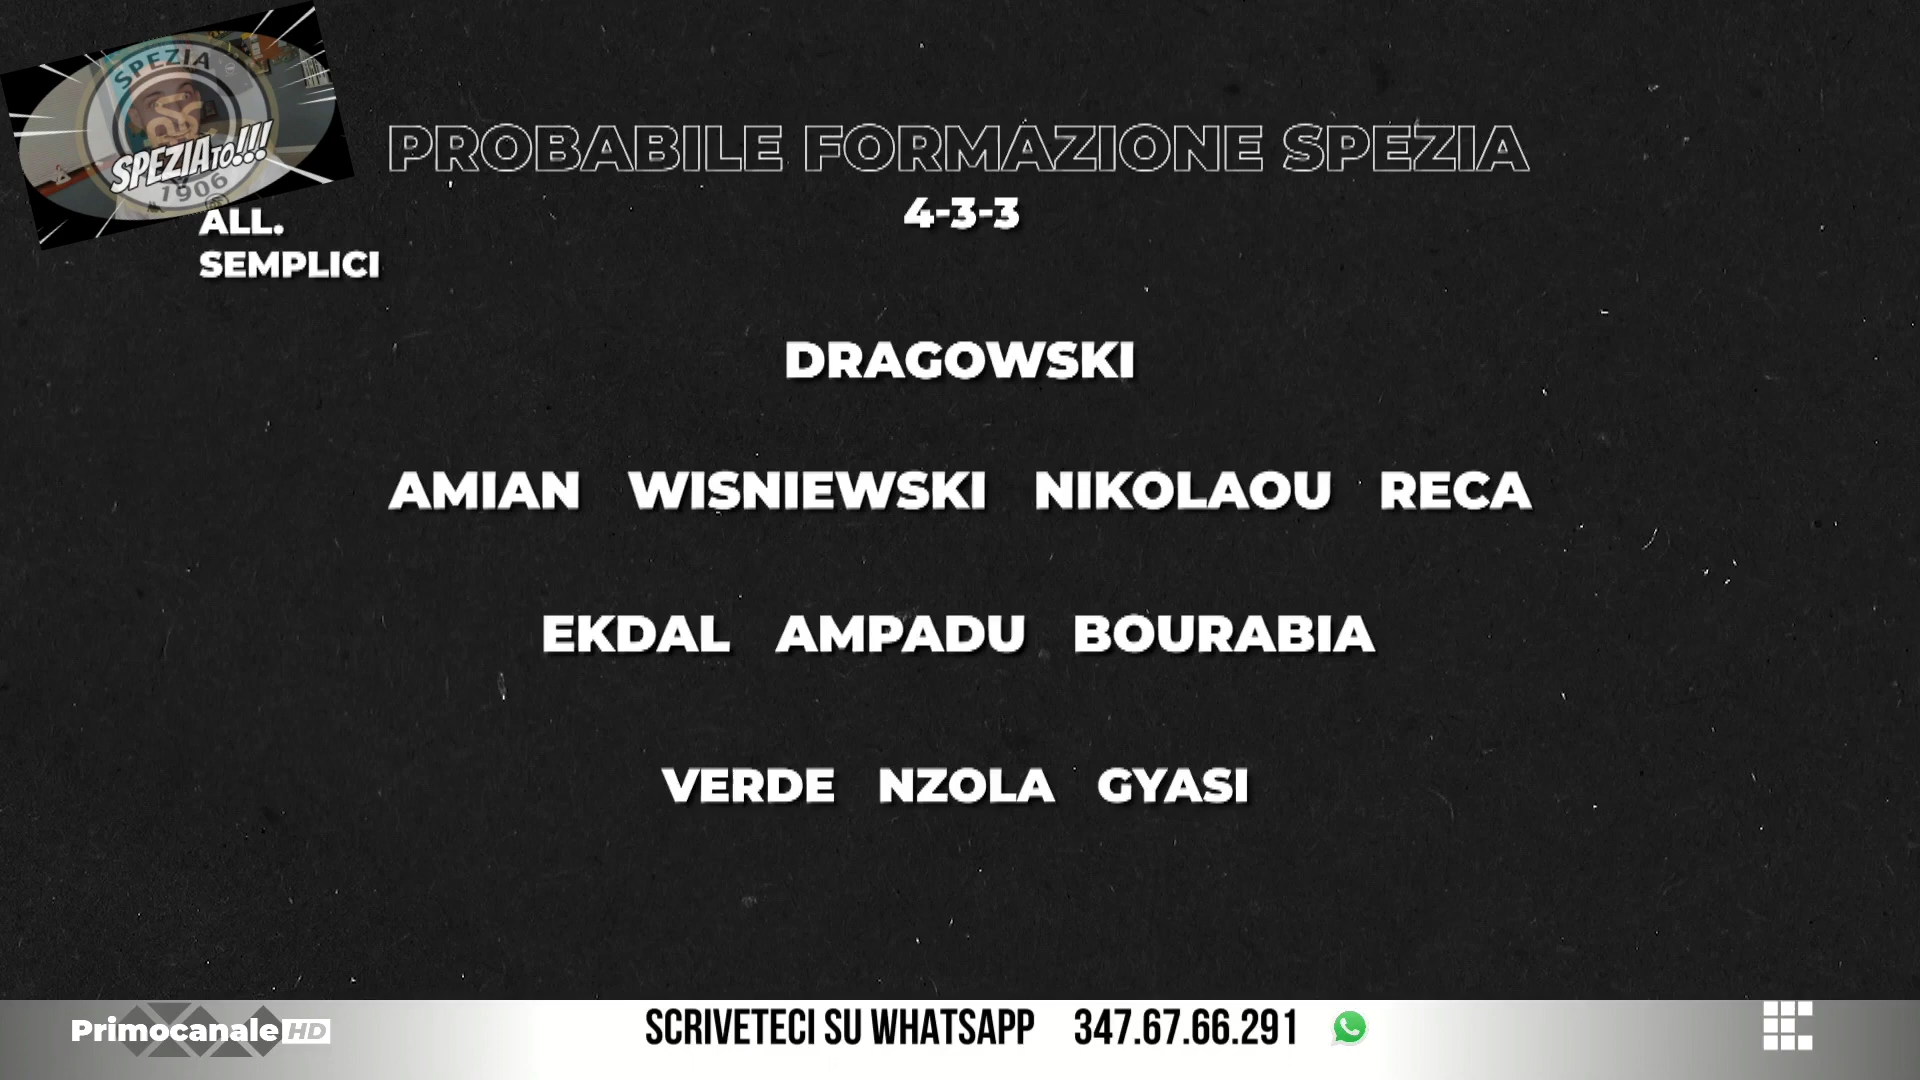 SPEZIA
SPEZIATO!!!
1906
PROBABILE FORMAZIONE SPEZIA
4-3-3
ALL.
SEMPLICI
DRAGOWSKI
AMIAN WISNIEWSKI NIKOLAOU RECA
EKDAL AMPADU BOURABIA
VERDE NZOLA GYASI
Primocanale HD
SCRIVETECI SU WHATSAPP 347.67.66.291